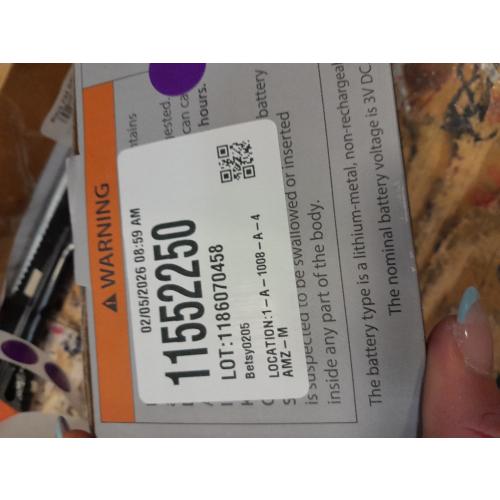 WARNING
tains
ested.
can ca
hours.
battery
to be swallowed or inserted
is suspected
inside any part of the body.
The battery type is a lithium-metal, non-rechargea
The nominal battery voltage is 3V DC
02/05/2026 08:59 AM
11552250
LOT:1186070458
Betsy0205
LOCATION:1-A-1008-A-4
AMZ-IM